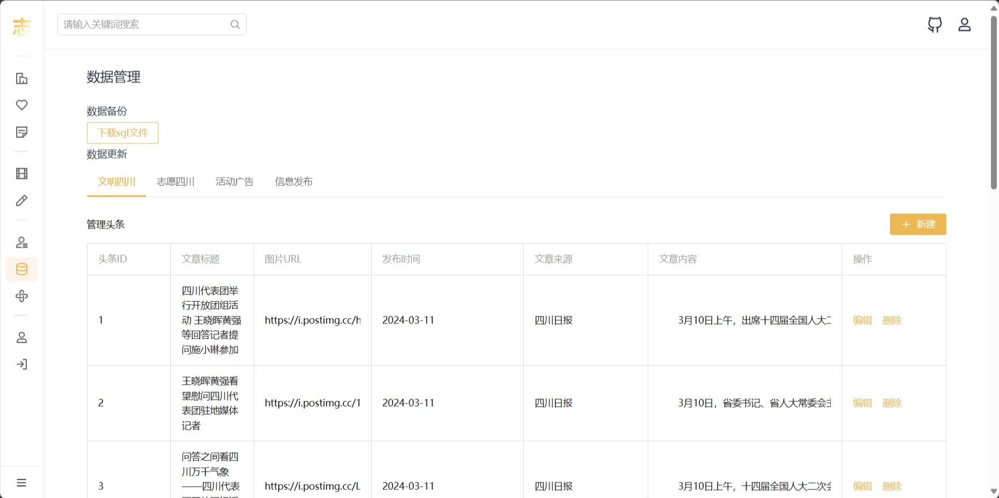 志
请输入关键词搜索
数据管理
数据备份
下载sql文件
数据更新
文明四川 志愿四川 活动广告 信息发布
管理头条
新建
头条ID 文章标题 图片URL 发布时间 文章来源 文章内容 操作
四川代表团举
行开放团组活
动 王晓晖黄强
等回答记者提
问施小琳参加
1 https://i.postimg.cc/h 2024-03-11 四川日报 3月10日上午，出席十四届全国人大二 编辑 删除
王晓晖黄强看
望慰问四川代
表团驻地媒体
记者
2 https://i.postimg.cc/1 2024-03-11 四川日报 3月10日，省委书记、省人大常委会主 编辑 删除
问答之间看四
川万千气象
——四川代表
3 https://i.postimg.cc/L 2024-03-11 四川日报 3月10日上午，十四届全国人大二次会 编辑 删除